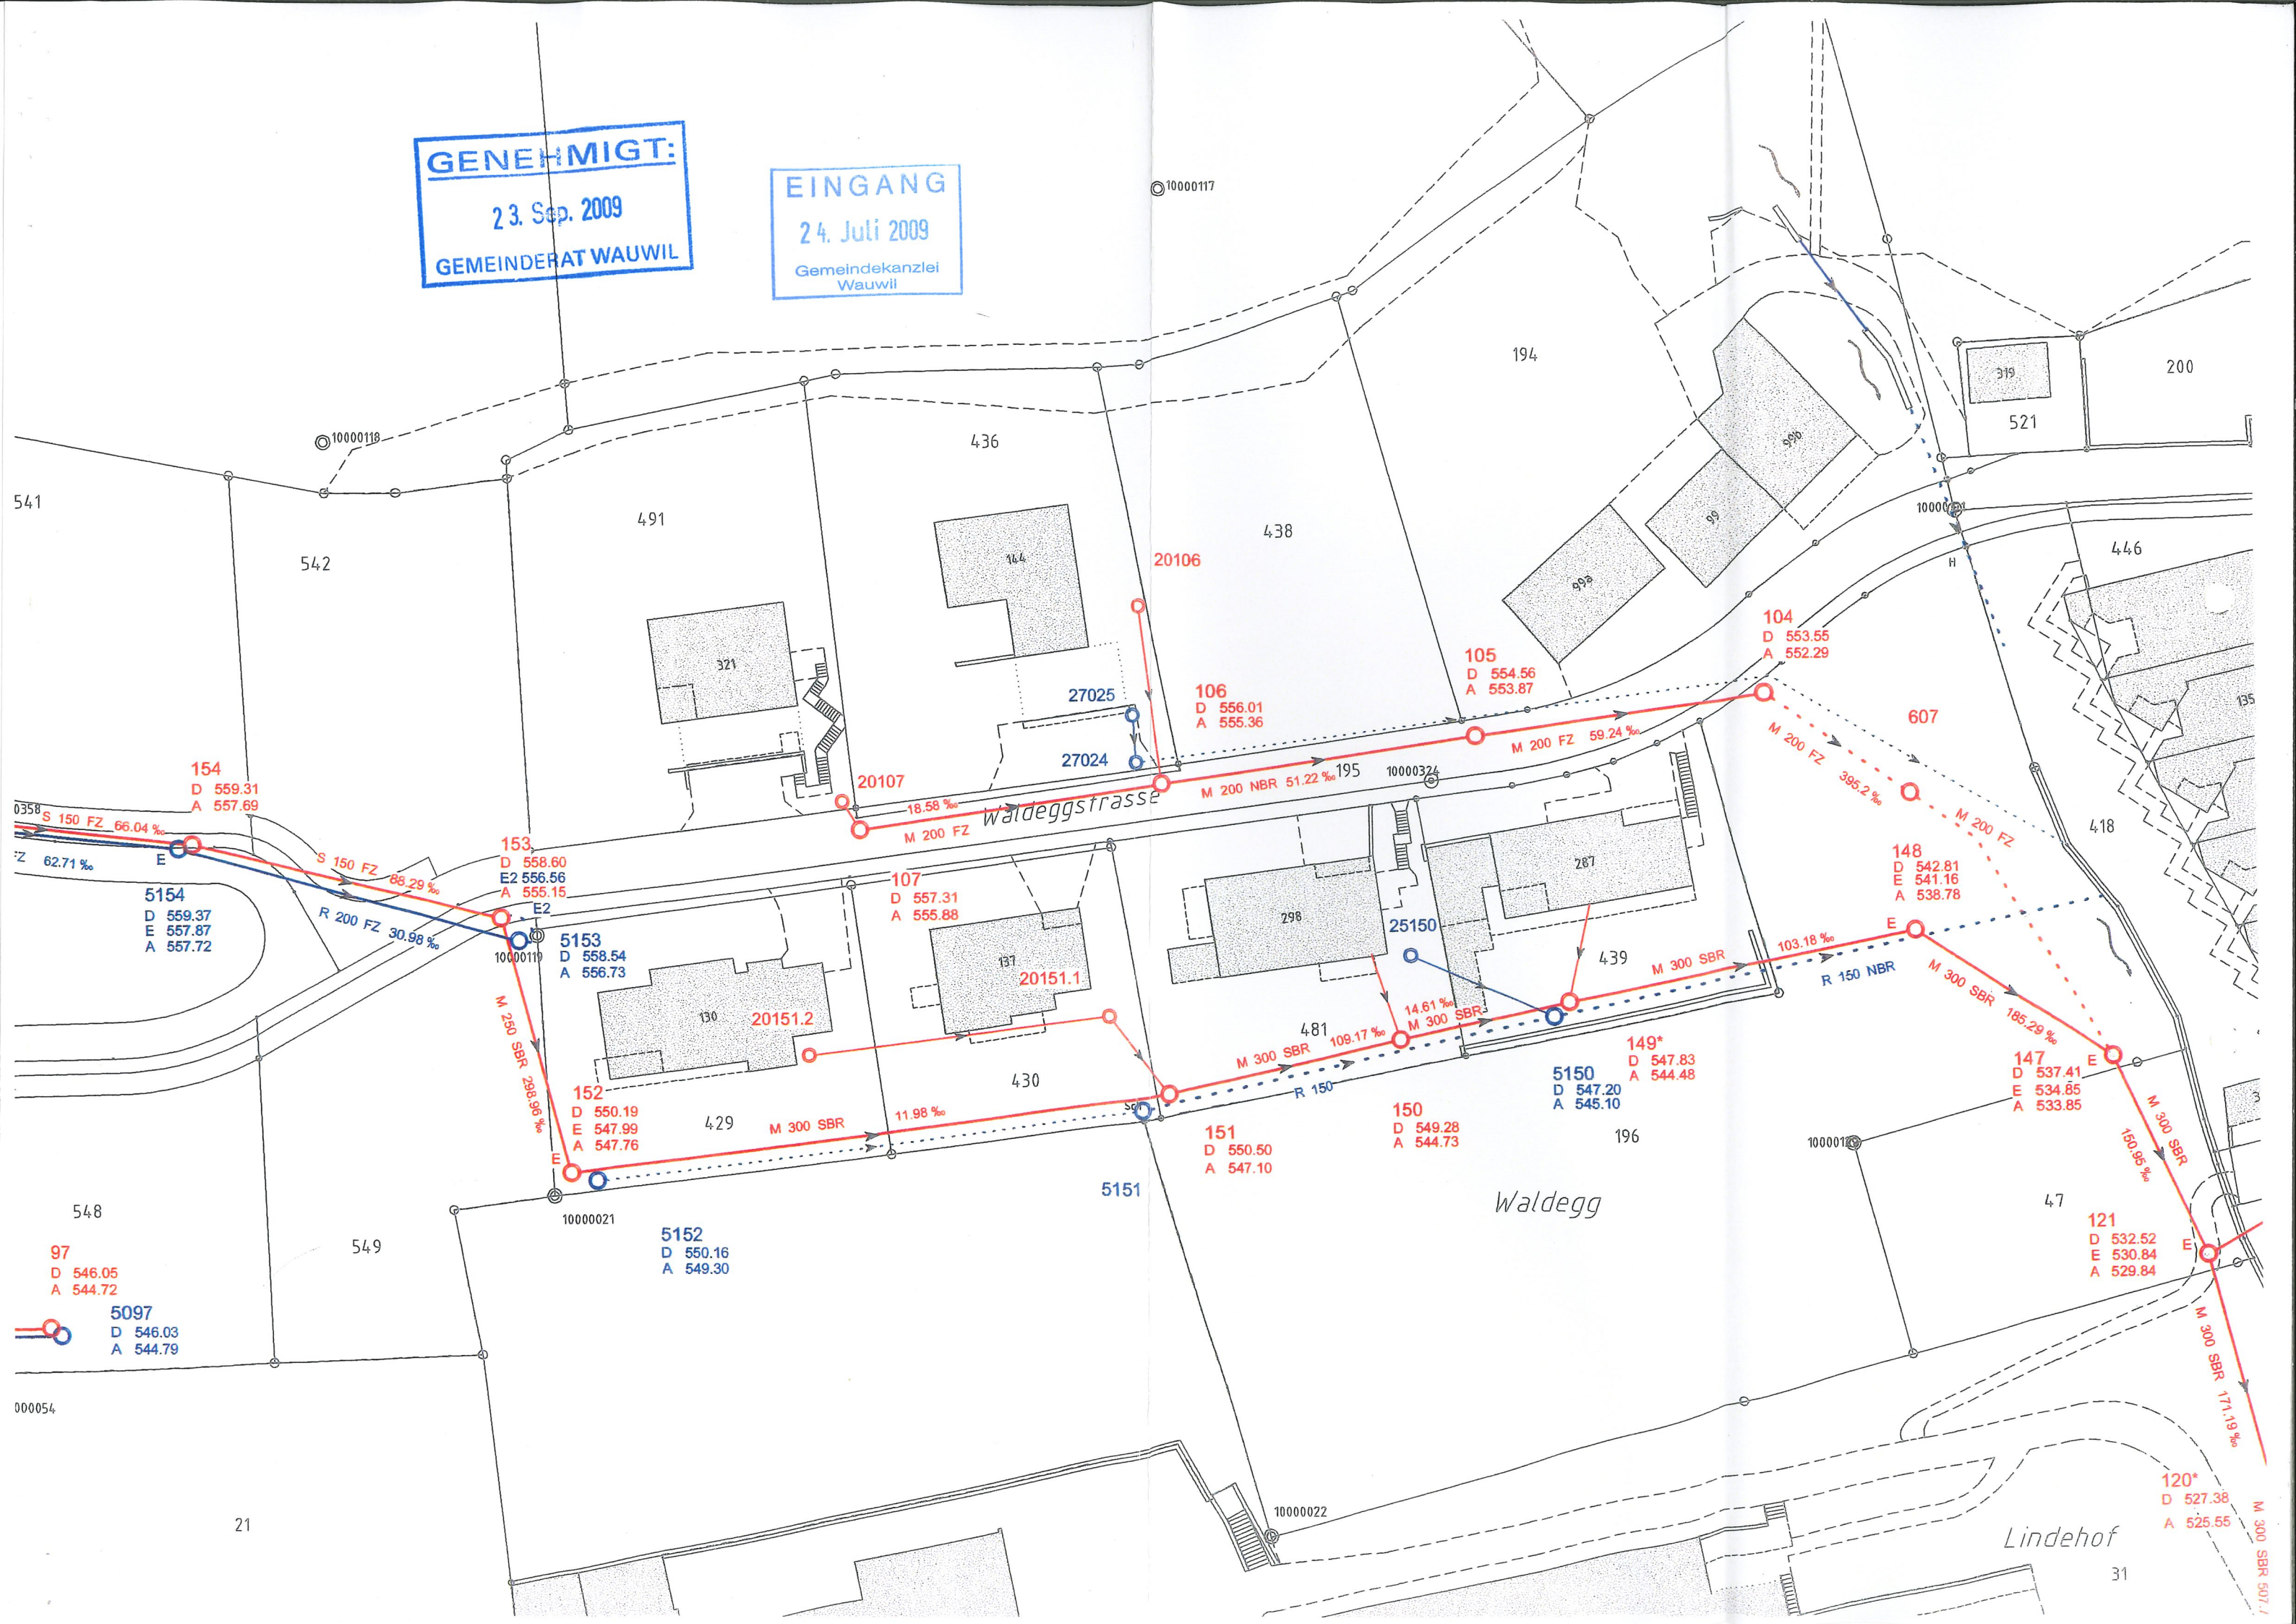 GENEHMIGT:
23. Sep. 2009
GEMEINDERAT WAUWIL
EINGANG
24. Juli 2009
Gemeindekanzlei
Wauwil
10000117
10000118
541
542
491
436
438
194
200
319
521
446
418
99b
99
99a
144
321
135
H
20106
27025
27024
20107
18.58 ‰
M 200 FZ
Waldeggstrasse
106
D 556.01
A 555.36
M 200 NBR 51.22 ‰
195
10000324
105
D 554.56
A 553.87
M 200 FZ 59.24 ‰
104
D 553.55
A 552.29
M 200 FZ 395.2 ‰
607
M 200 FZ
0358
S 150 FZ 66.04 ‰
62.71 ‰
154
D 559.31
A 557.69
E
5154
D 559.37
E 557.87
A 557.72
S 150 FZ 88.29 ‰
R 200 FZ 30.98 ‰
153
D 558.60
E2 556.56
A 555.15
E2
10000119
5153
D 558.54
A 556.73
107
D 557.31
A 555.88
M 250 SBR 298.96 ‰
130
137
298
287
20151.2
20151.1
25150
152
D 550.19
E 547.99
A 547.76
E
429
430
481
439
M 300 SBR 11.98 ‰
M 300 SBR 109.17 ‰
R 150
14.61 ‰
M 300 SBR
M 300 SBR 103.18 ‰
R 150 NBR
148
D 542.81
E 541.16
A 538.78
E
M 300 SBR 185.29 ‰
149*
D 547.83
A 544.48
5150
D 547.20
A 545.10
150
D 549.28
A 544.73
151
D 550.50
A 547.10
5151
10000021
5152
D 550.16
A 549.30
147
D 537.41
E 534.85
A 533.85
E
M 300 SBR 150.95 ‰
196
Waldegg
47
121
D 532.52
E 530.84
A 529.84
E
M 300 SBR 171.19 ‰
548
549
97
D 546.05
A 544.72
5097
D 546.03
A 544.79
000054
21
10000022
120*
D 527.38
A 525.55
M 300 SBR
Lindehof
31